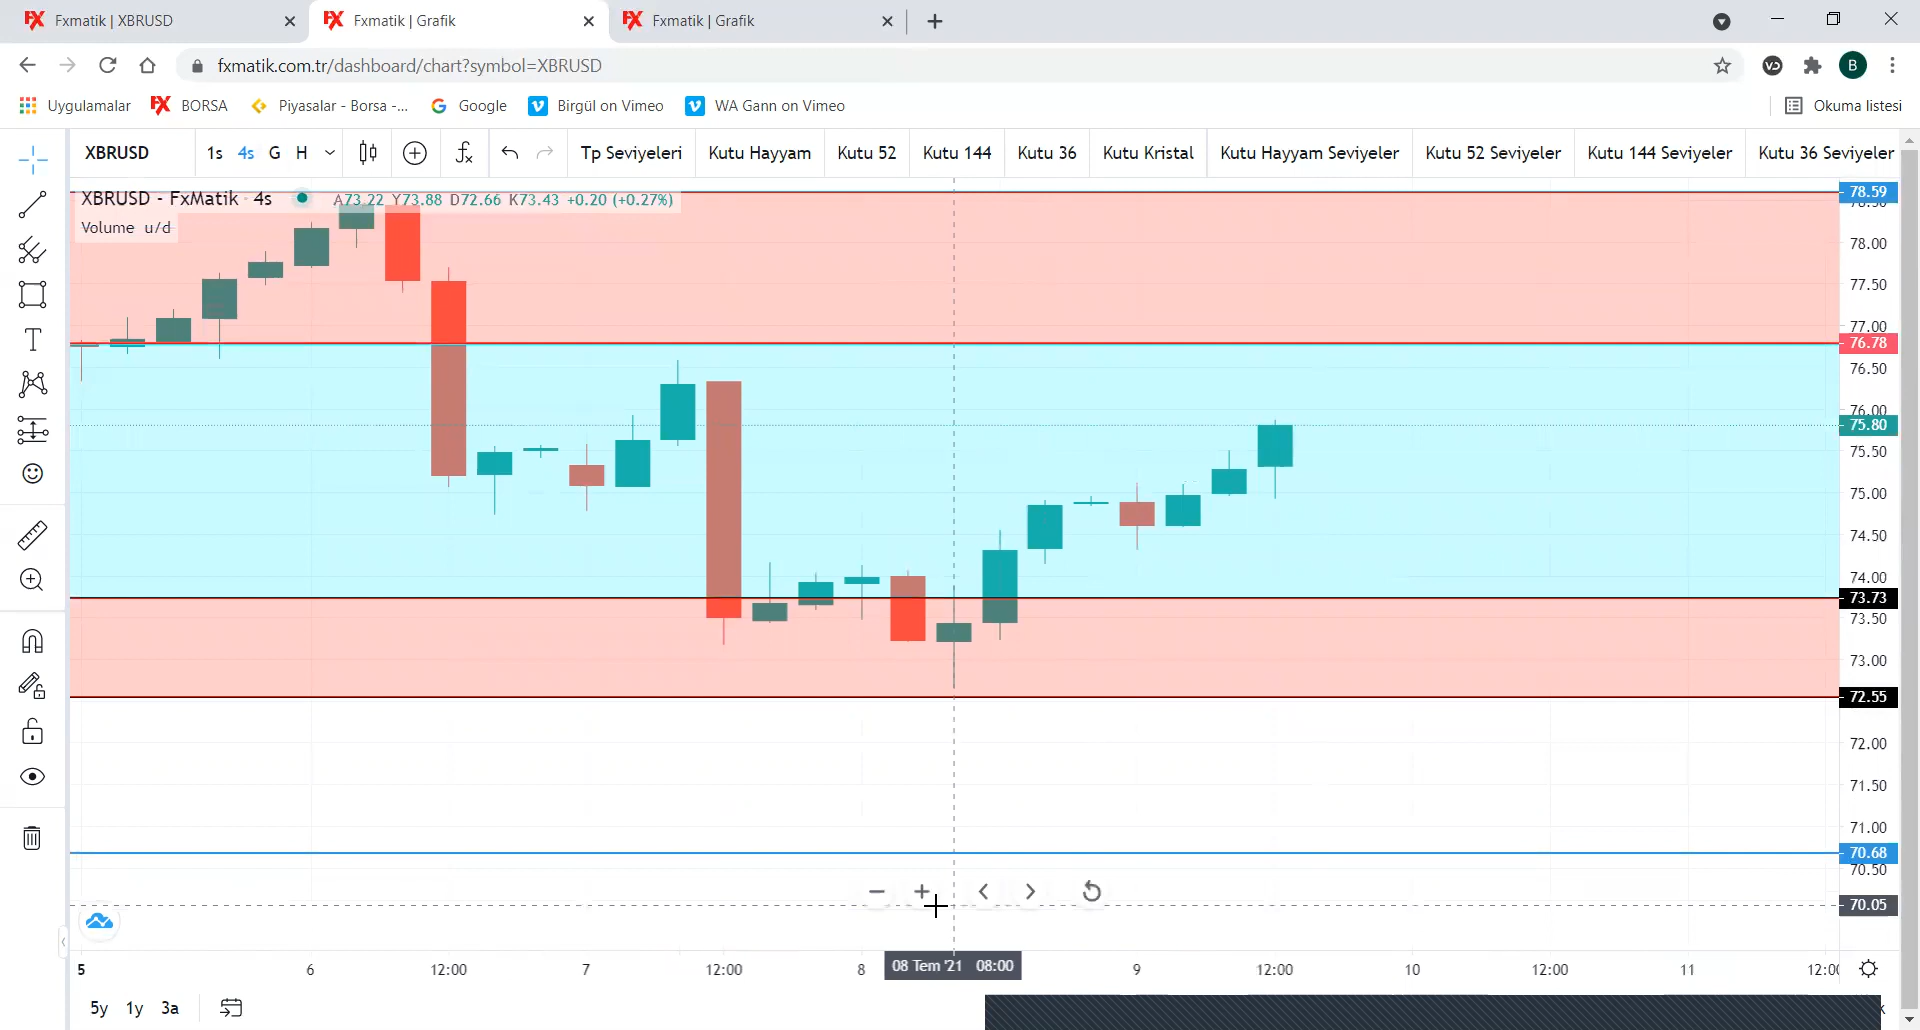 Fxmatik | XBRUSD
Fxmatik | Grafik
Fxmatik | Grafik
fxmatik.com.tr/dashboard/chart?symbol=XBRUSD
B
Uygulamalar
BORSA
Piyasalar - Borsa -...
Google
Birgül on Vimeo
WA Gann on Vimeo
Okuma listesi
XBRUSD 1s 4s G H Tp Seviyeleri Kutu Hayyam Kutu 52 Kutu 144 Kutu 36 Kutu Kristal Kutu Hayyam Seviyeler Kutu 52 Seviyeler Kutu 144 Seviyeler Kutu 36 Seviyeler
XBRUSD - FxMatik · 4s A73.22 Y73.88 D72.66 K73.43 +0.20 (+0.27%)
Volume u/d
78.59
78.50
78.00
77.50
77.00
76.78
76.50
76.00
75.80
75.50
75.00
74.50
74.00
73.73
73.50
73.00
72.55
72.00
71.50
71.00
70.68
70.50
70.05
5 6 12:00 7 12:00 8 08 Tem '21 08:00 9 12:00 10 12:00 11 12:00
5y 1y 3a